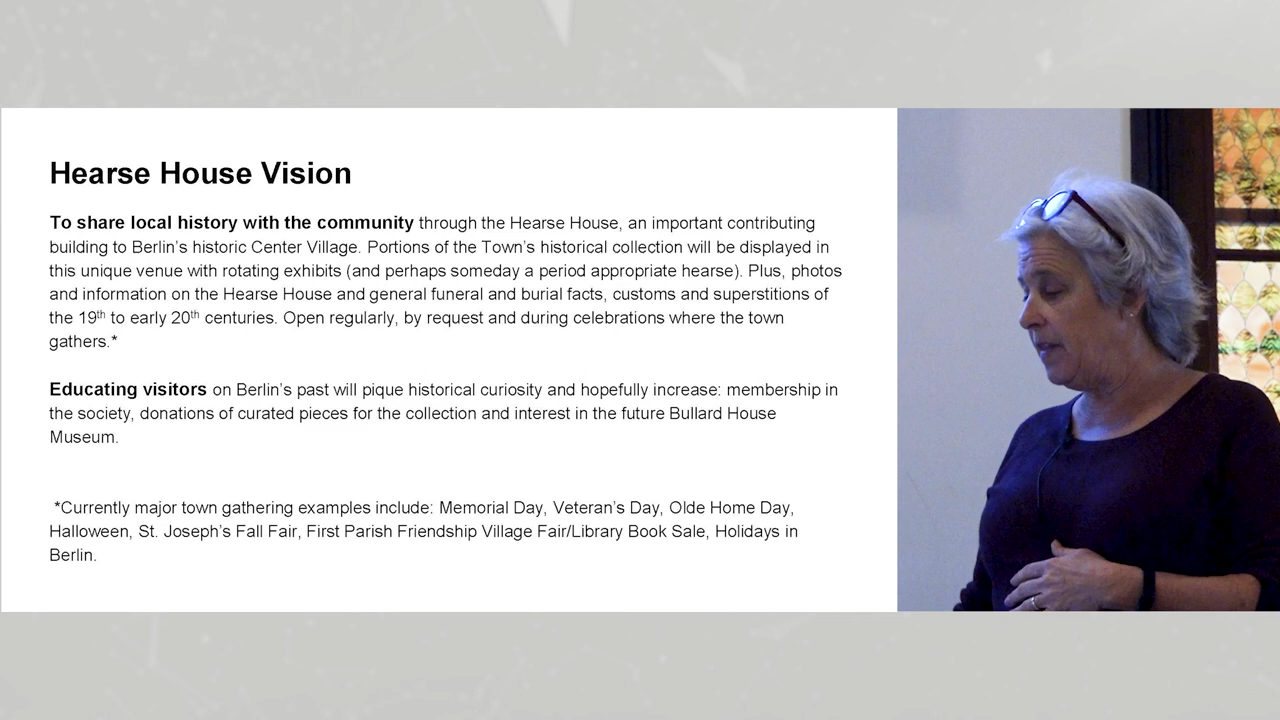 Hearse House Vision
To share local history with the community through the Hearse House, an important contributing
building to Berlin’s historic Center Village. Portions of the Town’s historical collection will be displayed in
this unique venue with rotating exhibits (and perhaps someday a period appropriate hearse). Plus, photos
and information on the Hearse House and general funeral and burial facts, customs and superstitions of
the 19th to early 20th centuries. Open regularly, by request and during celebrations where the town
gathers.*
Educating visitors on Berlin’s past will pique historical curiosity and hopefully increase: membership in
the society, donations of curated pieces for the collection and interest in the future Bullard House
Museum.
*Currently major town gathering examples include: Memorial Day, Veteran’s Day, Olde Home Day,
Halloween, St. Joseph’s Fall Fair, First Parish Friendship Village Fair/Library Book Sale, Holidays in
Berlin.